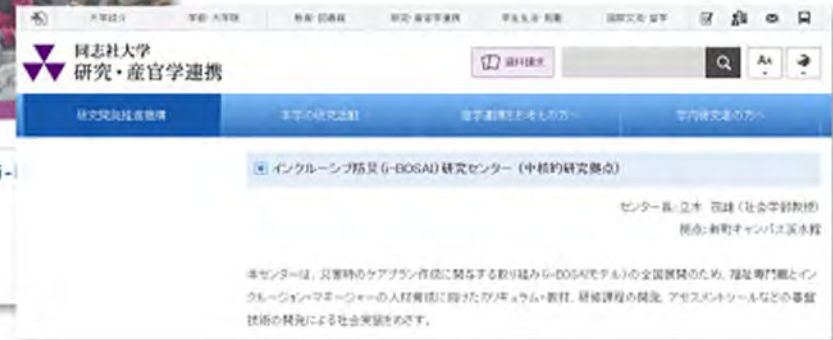 大学紹介 学部・大学院 教育・図書館 研究・産官学連携 学生生活・就職 国際交流・留学
同志社大学
研究・産官学連携
資料請求
研究開発推進機構 本学の研究活動 産学連携をお考えの方へ 学内研究者の方へ
インクルーシブ防災(i-BOSAI)研究センター（中核的研究拠点）
センター長:立木 茂雄(社会学部教授)
拠点:新町キャンパス渓水館
本センターは、災害時のケアプラン作成に関与する取り組み(i-BOSAIモデル)の全国展開のため、福祉専門職とイン
クルージョン・マネージャーの人材育成に向けたカリキュラム・教材、研修課程の開発、アセスメントツールなどの基盤
技術の開発による社会実装をめざす。